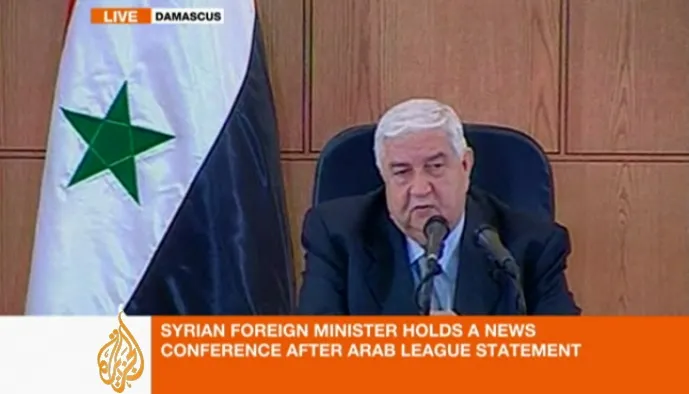 LIVE DAMASCUS
SYRIAN FOREIGN MINISTER HOLDS A NEWS
CONFERENCE AFTER ARAB LEAGUE STATEMENT